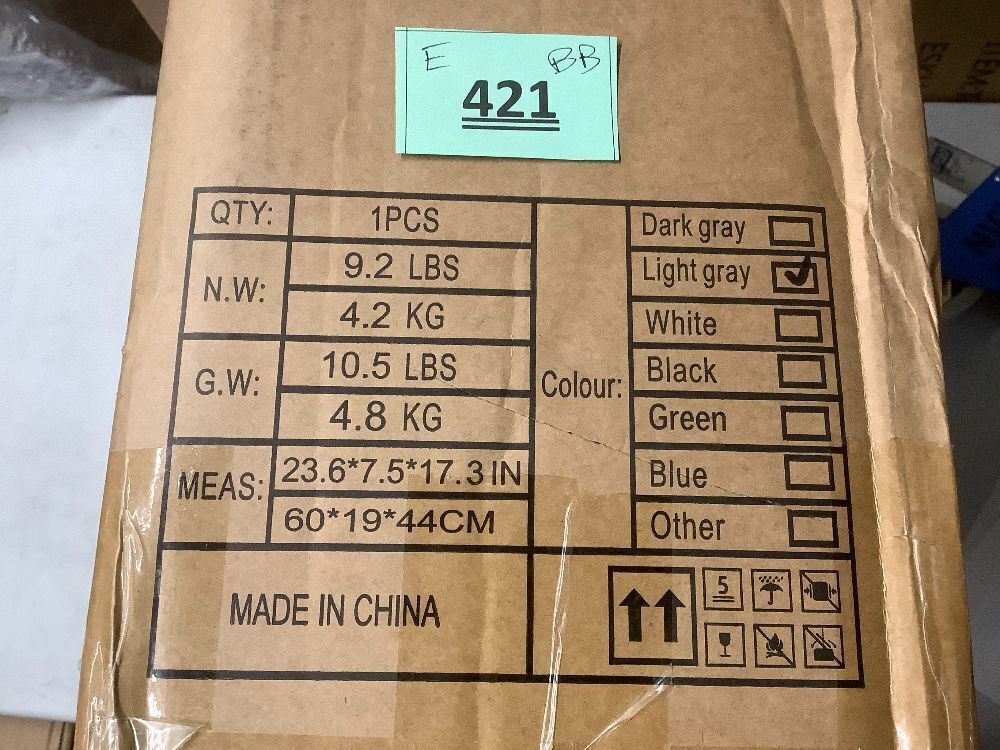 E BB
421
QTY: 1PCS
N.W: 9.2 LBS
4.2 KG
G.W: 10.5 LBS
4.8 KG
MEAS: 23.6*7.5*17.3 IN
60*19*44CM
MADE IN CHINA
Colour:
Dark gray
Light gray
White
Black
Green
Blue
Other
5